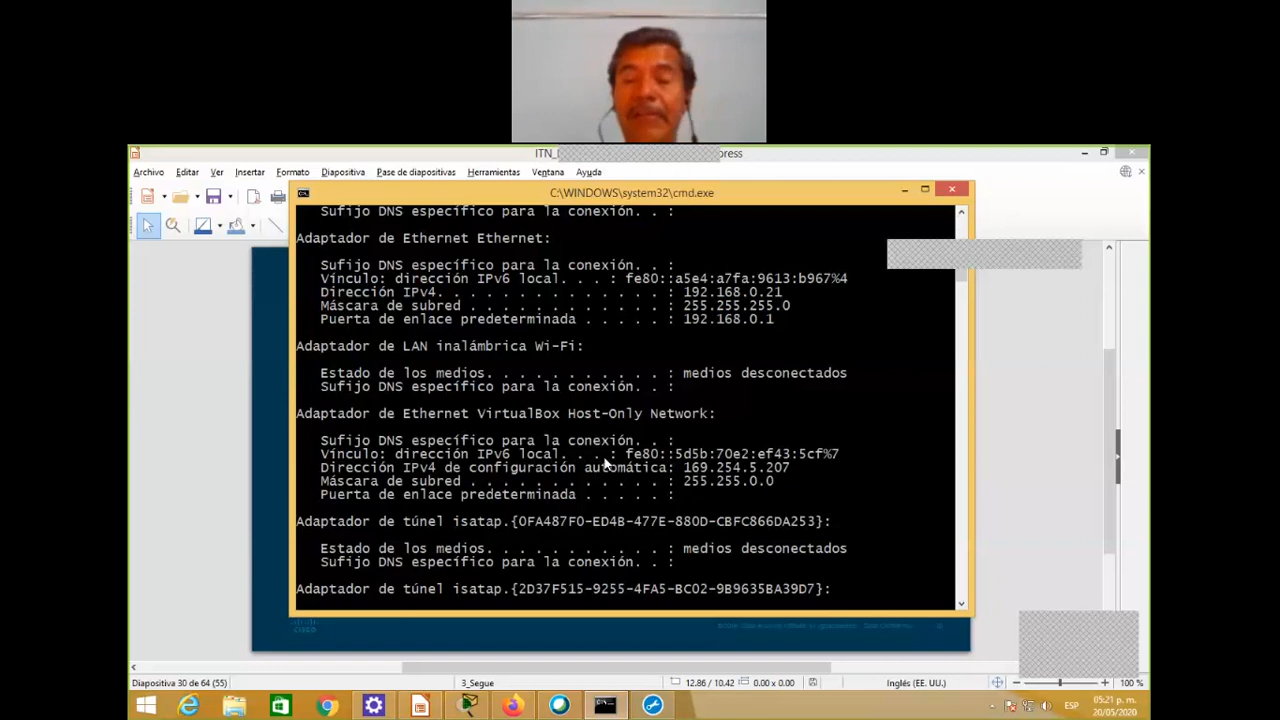 ITN_ press
Archivo Editar Ver Insertar Formato Diapositiva Pase de diapositivas Herramientas Ventana Ayuda
C:\WINDOWS\system32\cmd.exe
Sufijo DNS específico para la conexión. . :
Adaptador de Ethernet Ethernet:
Sufijo DNS específico para la conexión. . :
Vínculo: dirección IPv6 local. . . : fe80::a5e4:a7fa:9613:b967%4
Dirección IPv4. . . . . . . . . . . . . . : 192.168.0.21
Máscara de subred . . . . . . . . . . . . : 255.255.255.0
Puerta de enlace predeterminada . . . . . : 192.168.0.1
Adaptador de LAN inalámbrica Wi-Fi:
Estado de los medios. . . . . . . . . . . : medios desconectados
Sufijo DNS específico para la conexión. . :
Adaptador de Ethernet VirtualBox Host-Only Network:
Sufijo DNS específico para la conexión. . :
Vínculo: dirección IPv6 local. . . : fe80::5d5b:70e2:ef43:5cf%7
Dirección IPv4 de configuración automática: 169.254.5.207
Máscara de subred . . . . . . . . . . . . : 255.255.0.0
Puerta de enlace predeterminada . . . . . :
Adaptador de túnel isatap.{0FA487F0-ED4B-477E-880D-CBFC866DA253}:
Estado de los medios. . . . . . . . . . . : medios desconectados
Sufijo DNS específico para la conexión. . :
Adaptador de túnel isatap.{2D37F515-9255-4FA5-BC02-9B9635BA39D7}:
CISCO
Diapositiva 30 de 64 (55) 3_Segue 12.86 / 10.42 0.00 x 0.00 Inglés (EE. UU.) 100 %
ESP 05:21 p. m.
20/05/2020